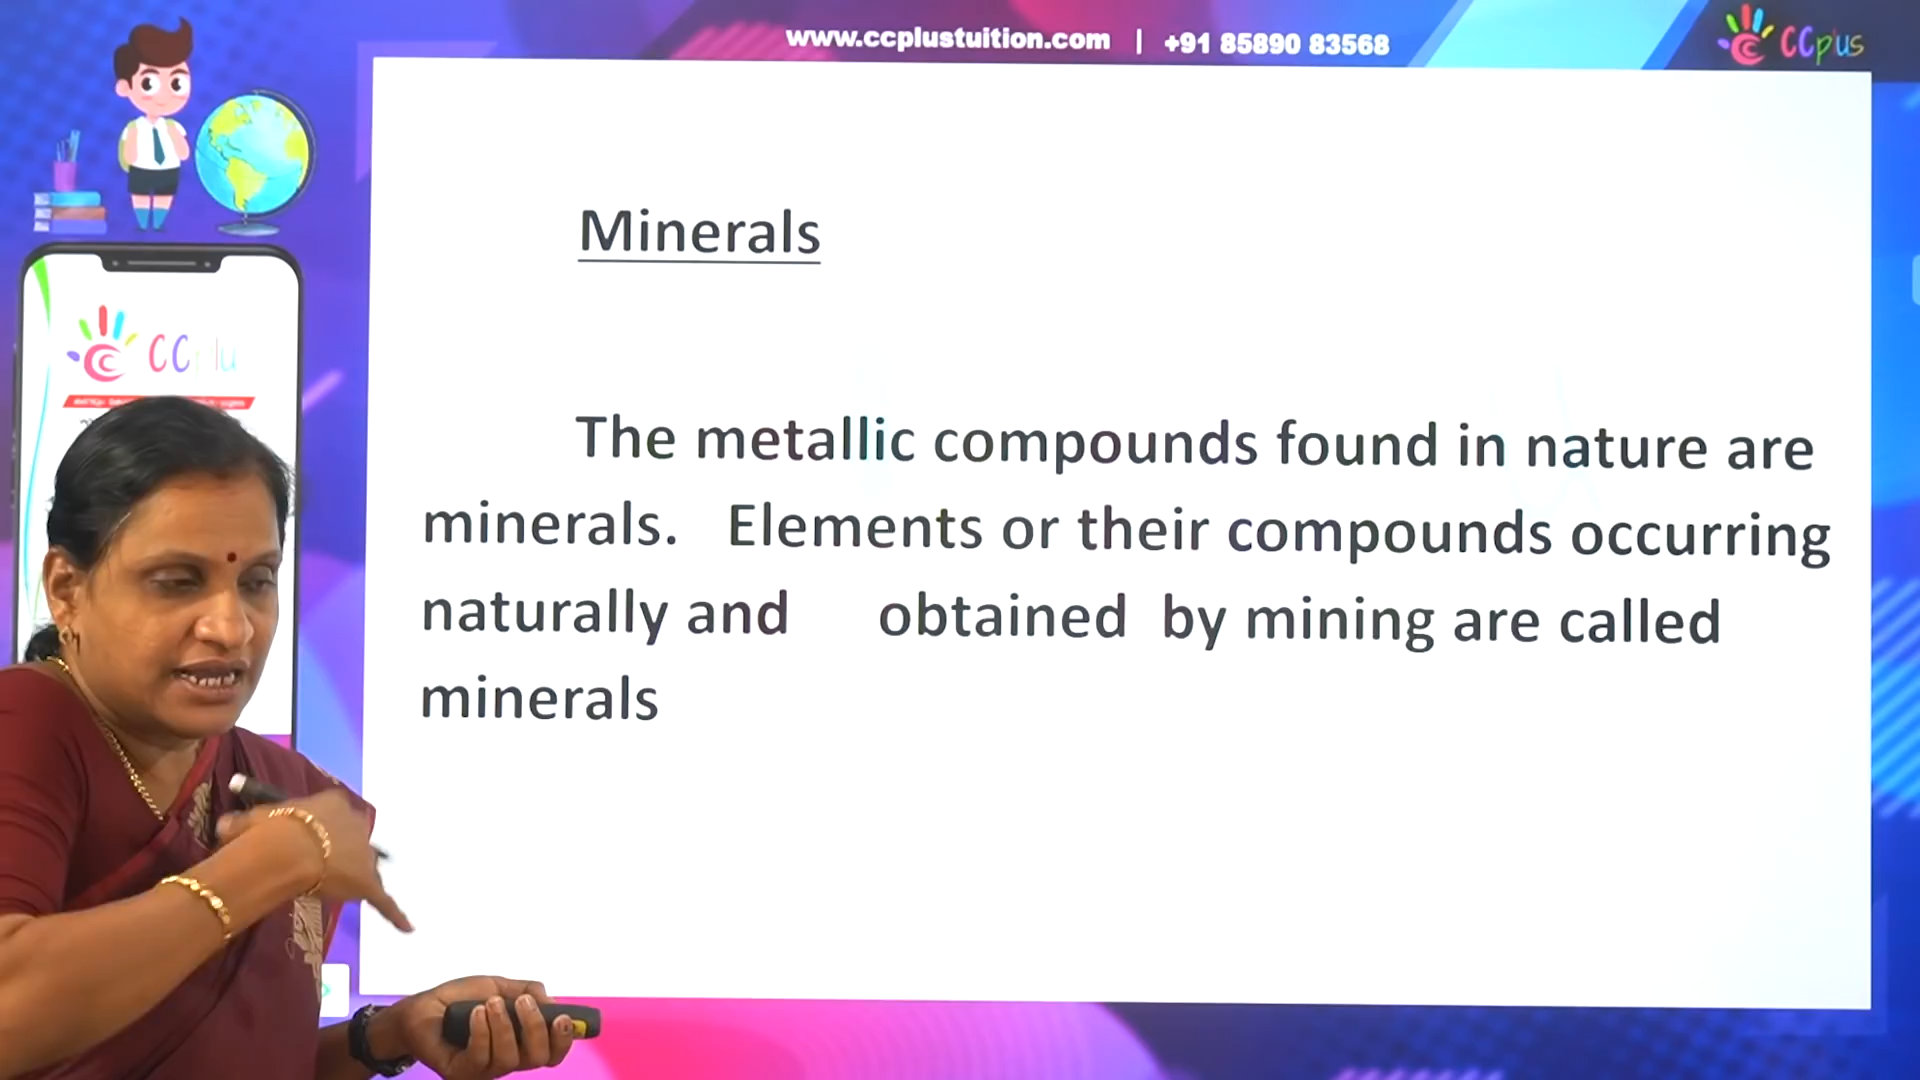 www.ccplustuition.com | +91 85890 83568
CCplus
CCplu
Minerals
The metallic compounds found in nature are
minerals. Elements or their compounds occurring
naturally and obtained by mining are called
minerals